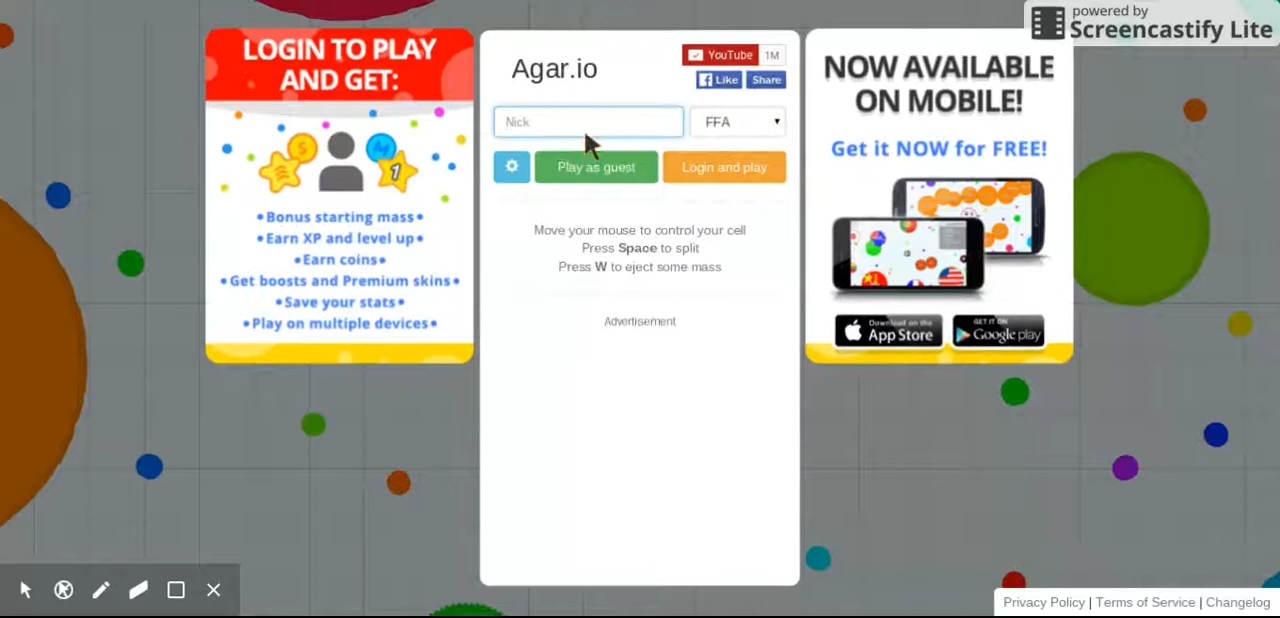 powered by
Screencastify Lite
LOGIN TO PLAY
AND GET:
•Bonus starting mass•
•Earn XP and level up•
•Earn coins•
•Get boosts and Premium skins•
•Save your stats•
•Play on multiple devices•
Agar.io
YouTube 1M
Like Share
Nick FFA
Play as guest Login and play
Move your mouse to control your cell
Press Space to split
Press W to eject some mass
Advertisement
NOW AVAILABLE
ON MOBILE!
Get it NOW for FREE!
Download on the
App Store
GET IT ON
Google play
Privacy Policy | Terms of Service | Changelog